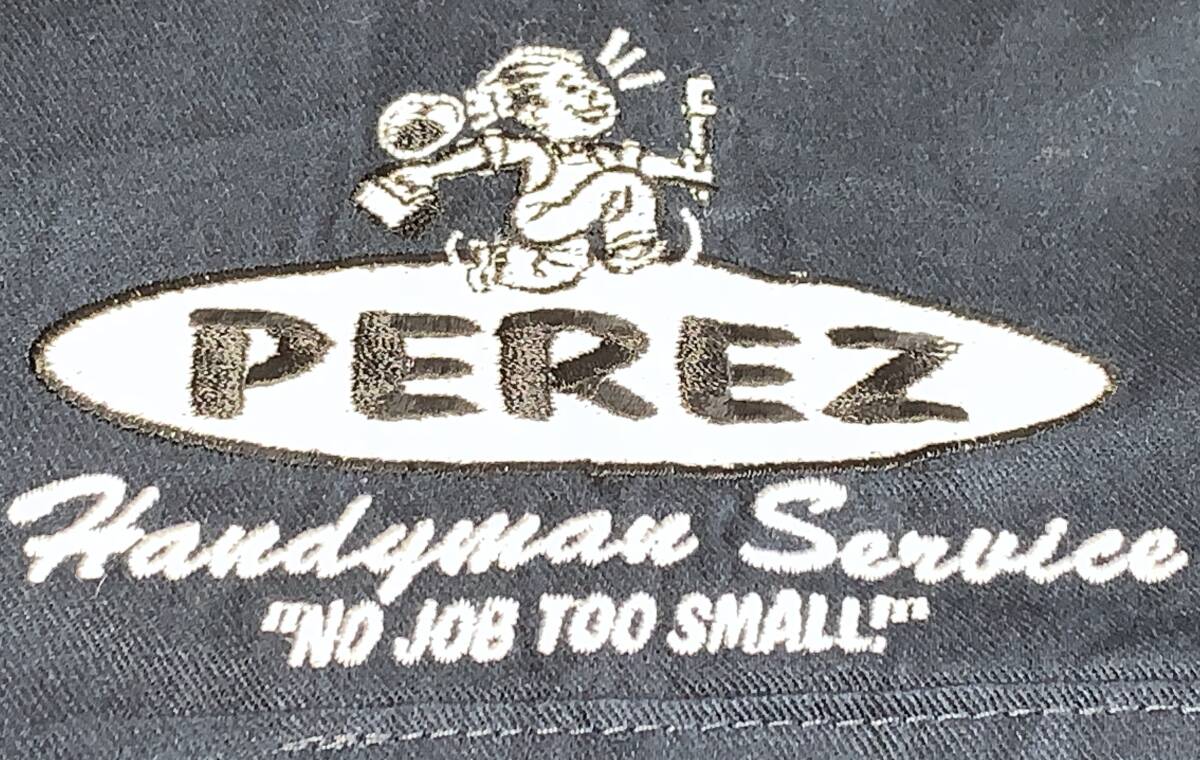 PEREZ
Handyman Service
"NO JOB TOO SMALL!"